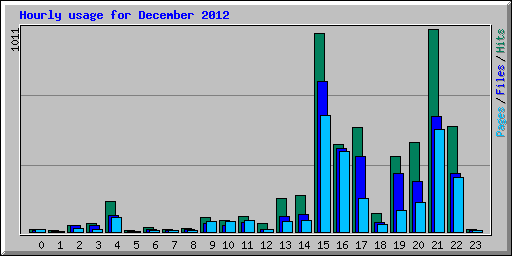 Hourly usage for December 2012
1011
Pages / Files / Hits
0 1 2 3 4 5 6 7 8 9 10 11 12 13 14 15 16 17 18 19 20 21 22 23